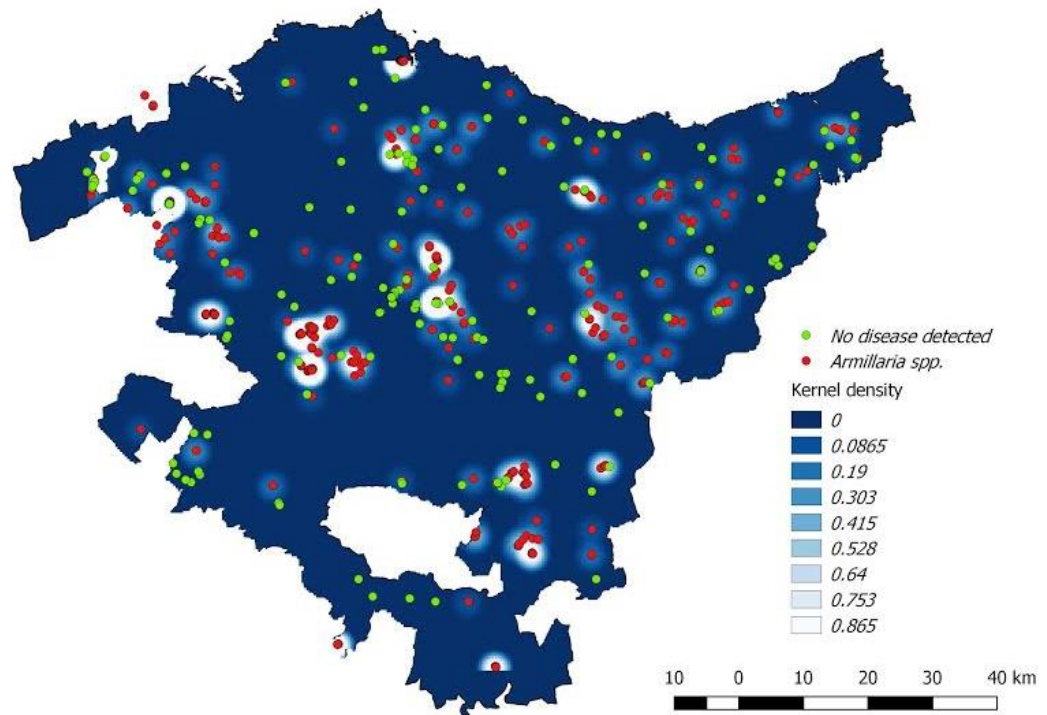 No disease detected
Armillaria spp.
Kernel density
0
0.0865
0.19
0.303
0.415
0.528
0.64
0.753
0.865
10 0 10 20 30 40 km